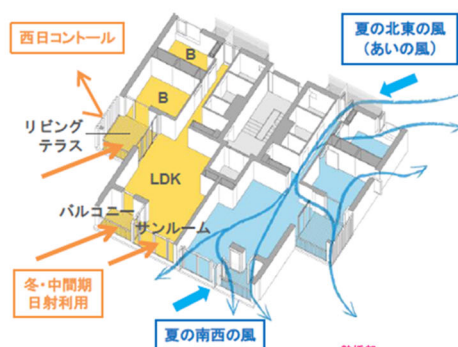 西日コントール
夏の北東の風
(あいの風)
B
B
リビング
テラス
LDK
バルコニー
サンルーム
冬・中間期
日射利用
夏の南西の風